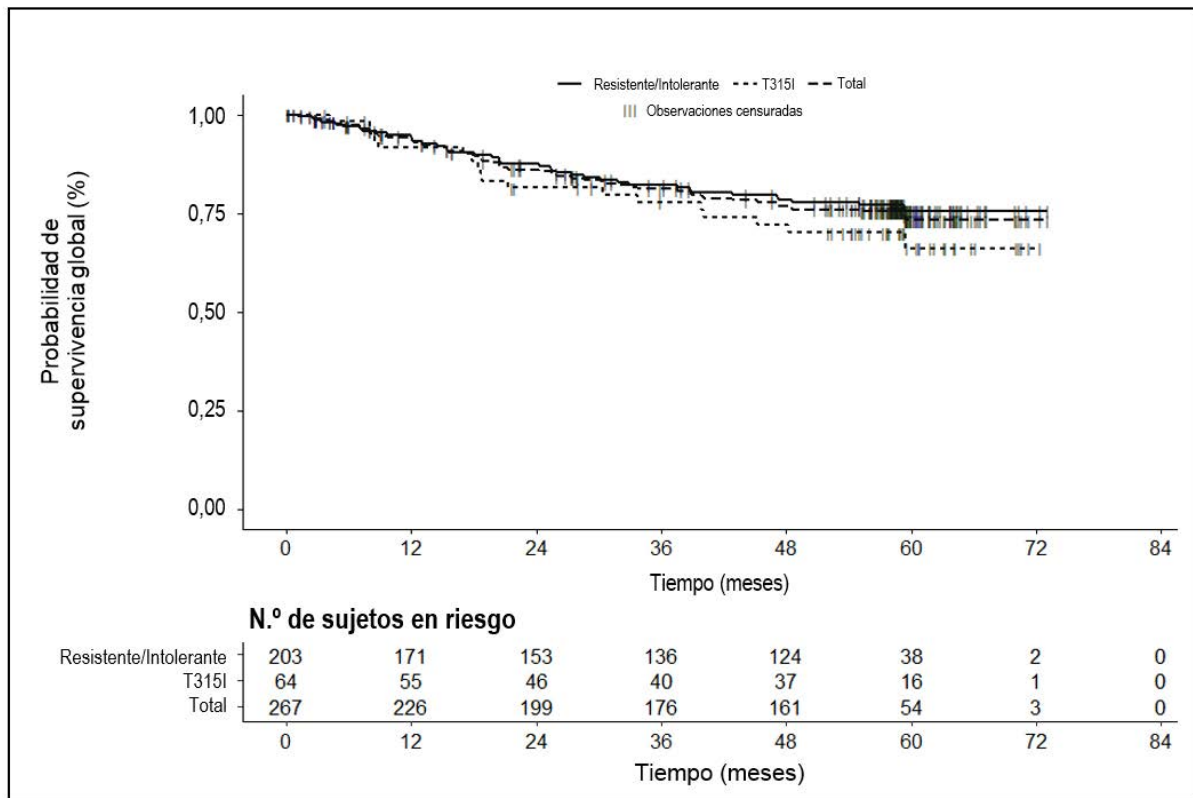 Resistente/Intolerante T315I Total
Observaciones censuradas
Probabilidad de
supervivencia global (%)
1,00
0,75
0,50
0,25
0,00
0 12 24 36 48 60 72 84
Tiempo (meses)
N.º de sujetos en riesgo
Resistente/Intolerante 203 171 153 136 124 38 2 0
T315I 64 55 46 40 37 16 1 0
Total 267 226 199 176 161 54 3 0
0 12 24 36 48 60 72 84
Tiempo (meses)